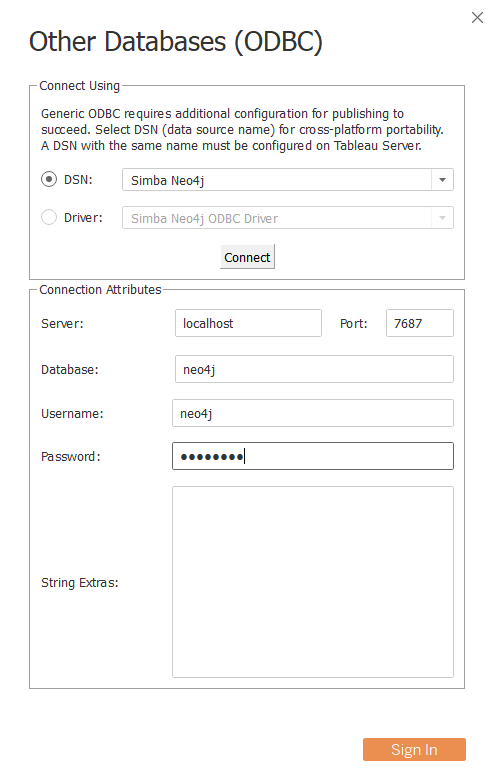 Other Databases (ODBC)
Connect Using
Generic ODBC requires additional configuration for publishing to
succeed. Select DSN (data source name) for cross-platform portability.
A DSN with the same name must be configured on Tableau Server.
DSN: Simba Neo4j
Driver: Simba Neo4j ODBC Driver
Connect
Connection Attributes
Server: localhost Port: 7687
Database: neo4j
Username: neo4j
Password: ●●●●●●●●
String Extras:
Sign In